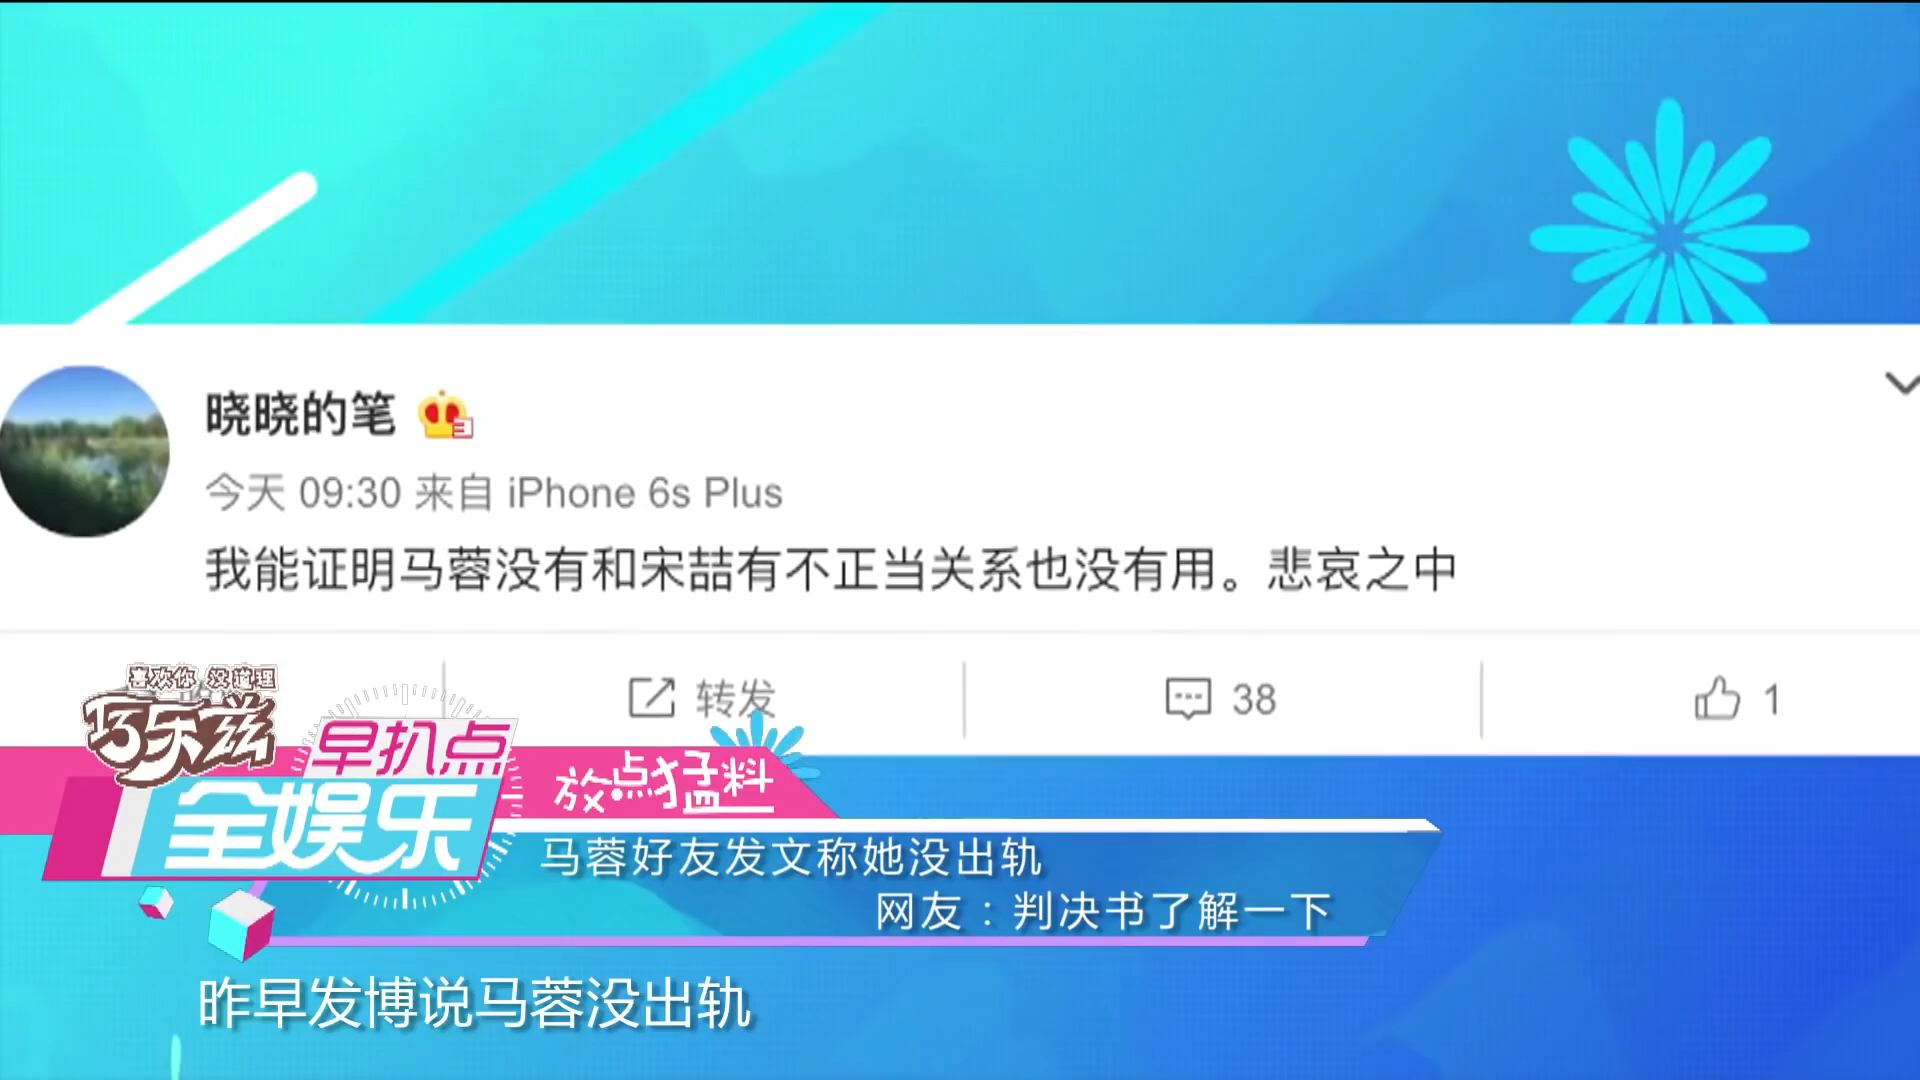 晓晓的笔
今天 09:30 来自 iPhone 6s Plus
我能证明马蓉没有和宋喆有不正当关系也没有用。悲哀之中
转发
38
1
喜欢你 没道理
巧乐兹
早扒点
全娱乐
放点猛料
马蓉好友发文称她没出轨
网友：判决书了解一下
昨早发博说马蓉没出轨